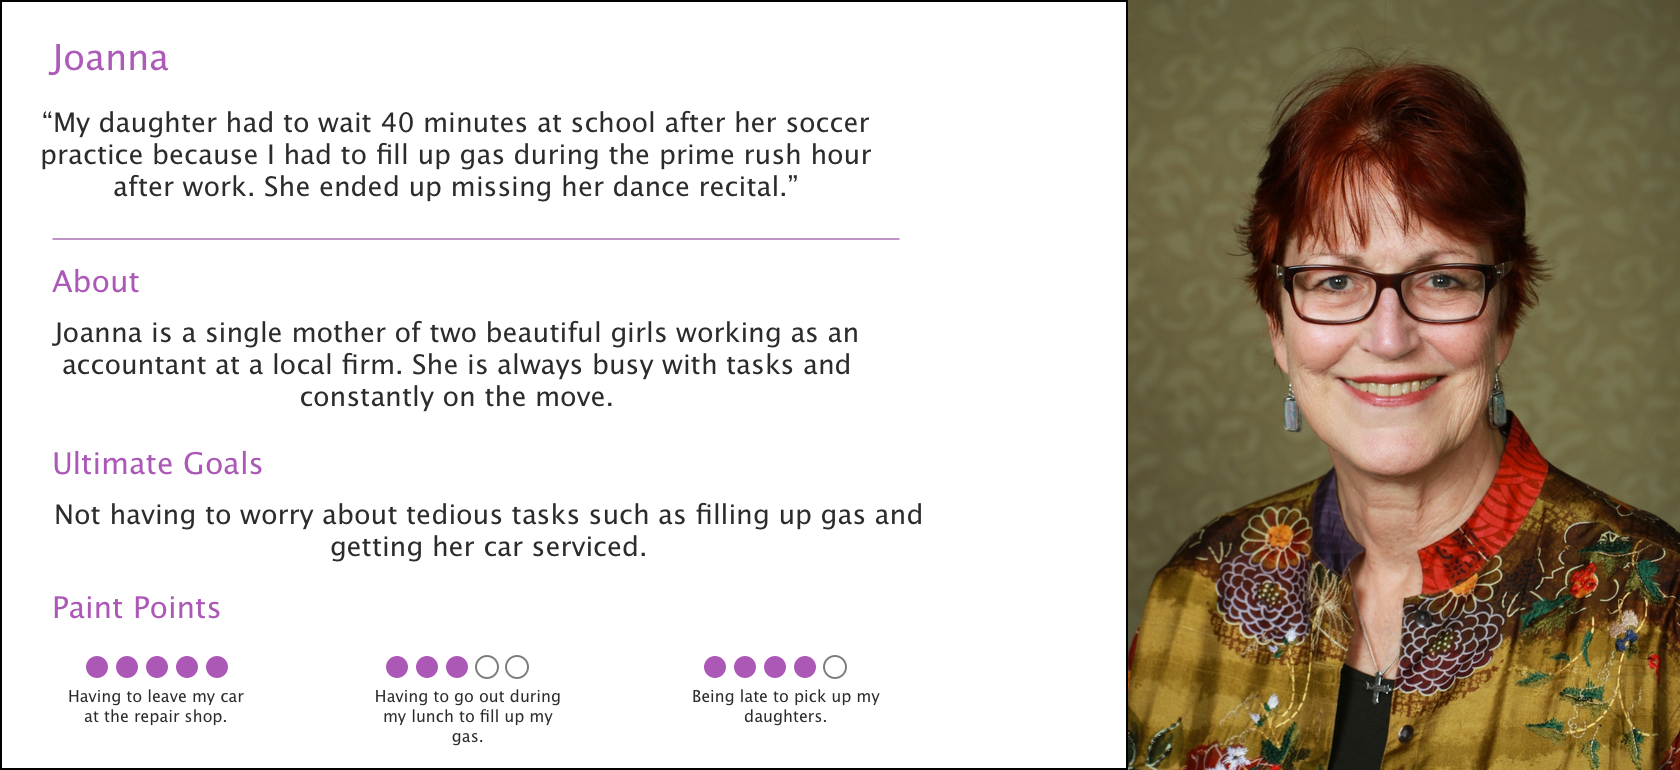 Joanna
“My daughter had to wait 40 minutes at school after her soccer
practice because I had to fill up gas during the prime rush hour
after work. She ended up missing her dance recital.”
About
Joanna is a single mother of two beautiful girls working as an
accountant at a local firm. She is always busy with tasks and
constantly on the move.
Ultimate Goals
Not having to worry about tedious tasks such as filling up gas and
getting her car serviced.
Paint Points
Having to leave my car
at the repair shop.
Having to go out during
my lunch to fill up my
gas.
Being late to pick up my
daughters.